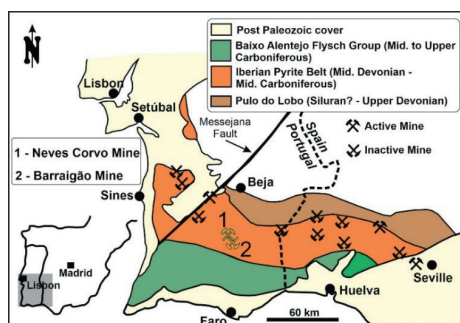 N
Post Paleozoic cover
Baixo Alentejo Flysch Group (Mid. to Upper
Carboniferous)
Iberian Pyrite Belt (Mid. Devonian -
Mid. Carboniferous)
Pulo do Lobo (Siluran? - Upper Devonian)
Lisbon
Setúbal
Messejana
Fault
Spain
Portugal
Active Mine
Inactive Mine
1 - Neves Corvo Mine
2 - Barraigão Mine
Sines
Beja
1
2
Lisbon
Madrid
Seville
Huelva
Faro
60 km